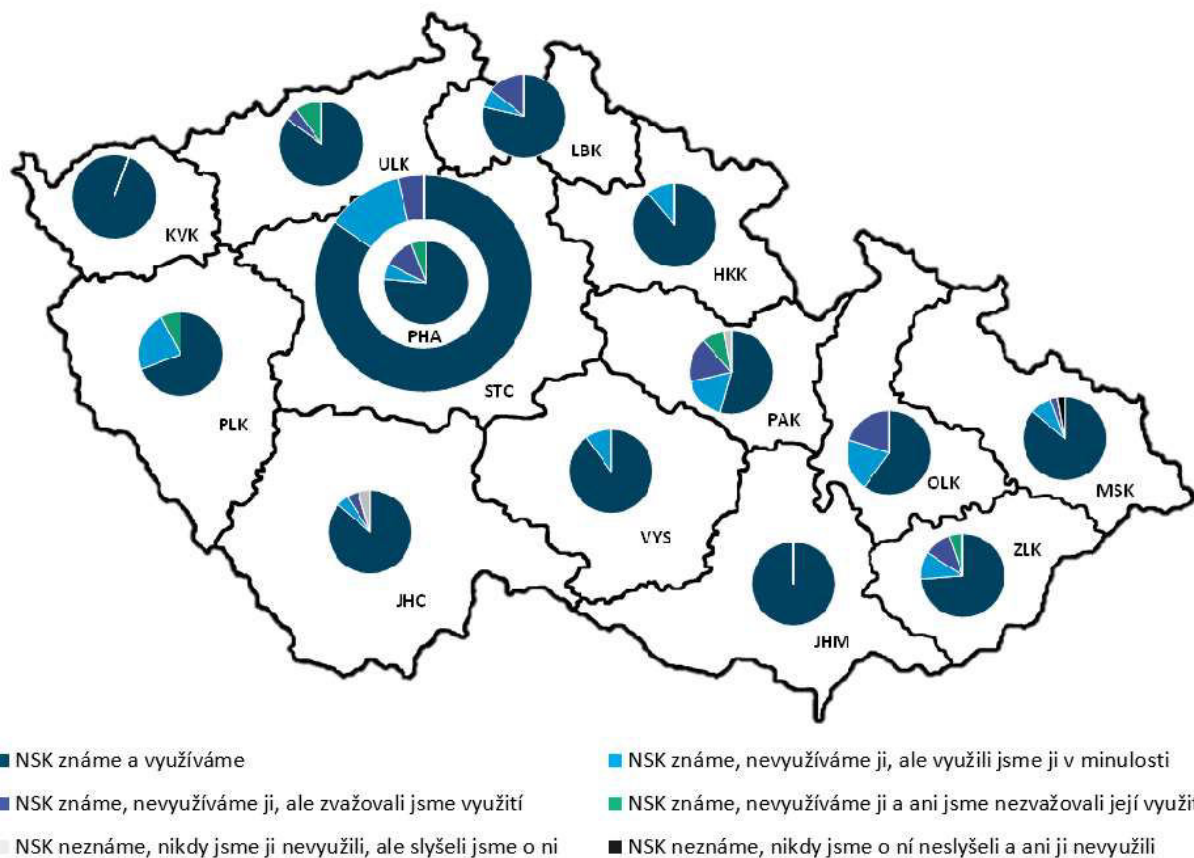 LBK
ULK
KVK
HKK
PHA
STC
PLK
PAK
OLK
MSK
VYS
ZLK
JHC
JHM
NSK známe a využíváme
NSK známe, nevyužíváme ji, ale využili jsme ji v minulosti
NSK známe, nevyužíváme ji, ale zvažovali jsme využití
NSK známe, nevyužíváme ji a ani jsme nezvažovali její využi
NSK neznáme, nikdy jsme ji nevyužili, ale slyšeli jsme o ni
NSK neznáme, nikdy jsme o ní neslyšeli a ani ji nevyužili